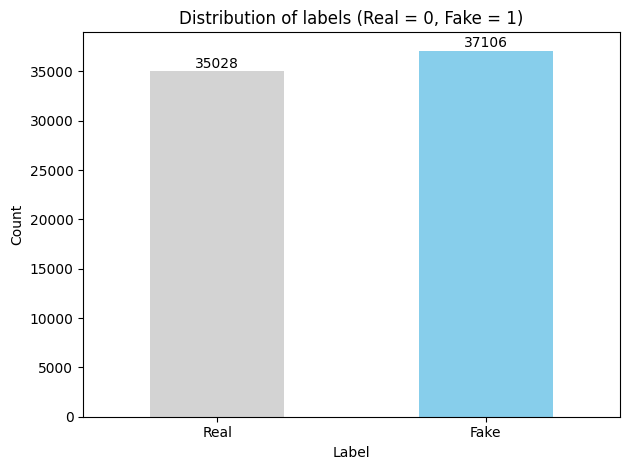 Distribution of labels (Real = 0, Fake = 1)
37106
35028
35000
30000
25000
20000
15000
10000
5000
0
Count
Real
Fake
Label